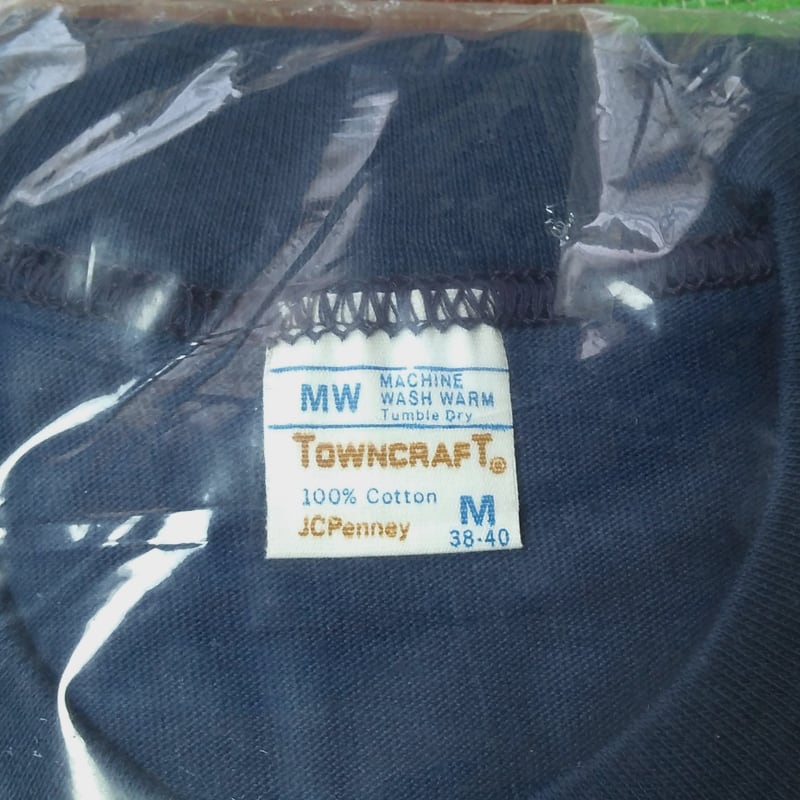 MW MACHINE
WASH WARM
Tumble Dry
TOWNCRAFT®
100% Cotton
JCPenney
M
38-40